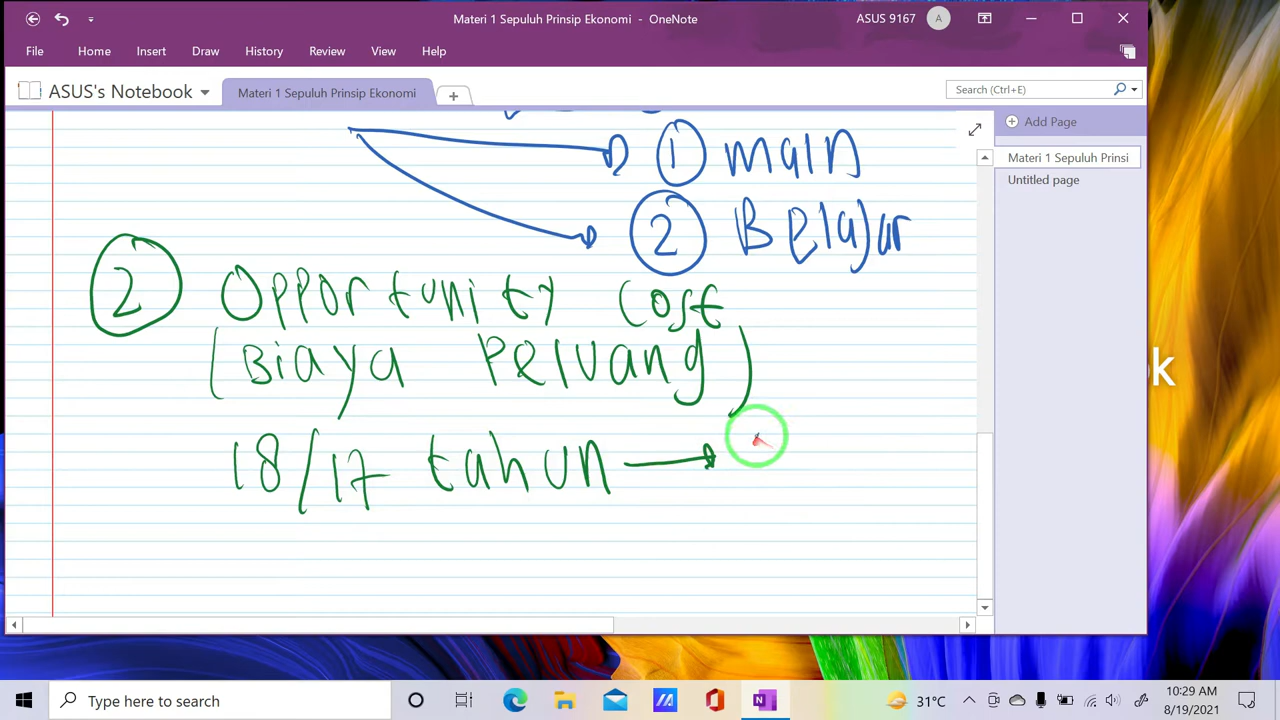 Materi 1 Sepuluh Prinsip Ekonomi - OneNote
ASUS 9167
A
File Home Insert Draw History Review View Help
ASUS's Notebook
Materi 1 Sepuluh Prinsip Ekonomi
Search (Ctrl+E)
Add Page
Materi 1 Sepuluh Prinsi
Untitled page
1 main
2 Belajar
2 Opportunity Cost
(Biaya Peluang)
18/17 tahun
ok
Type here to search
31°C
10:29 AM
8/19/2021